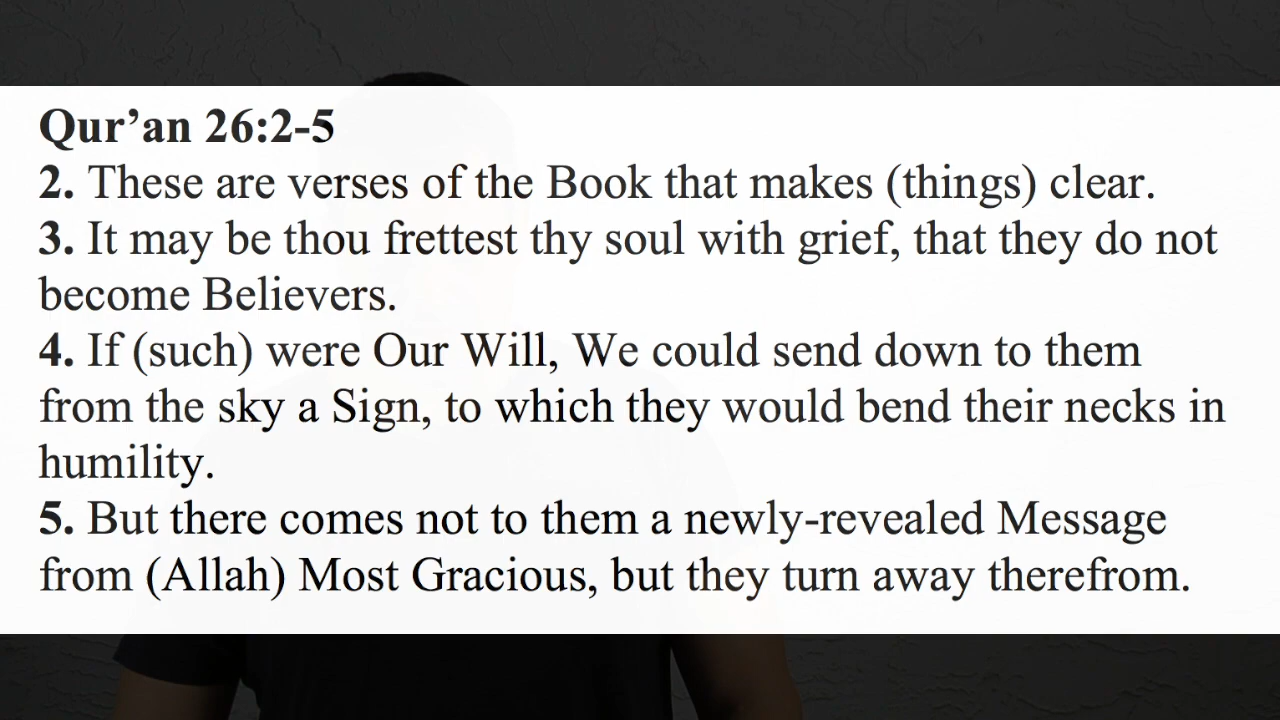 Qur’an 26:2-5
2. These are verses of the Book that makes (things) clear.
3. It may be thou frettest thy soul with grief, that they do not
become Believers.
4. If (such) were Our Will, We could send down to them
from the sky a Sign, to which they would bend their necks in
humility.
5. But there comes not to them a newly-revealed Message
from (Allah) Most Gracious, but they turn away therefrom.